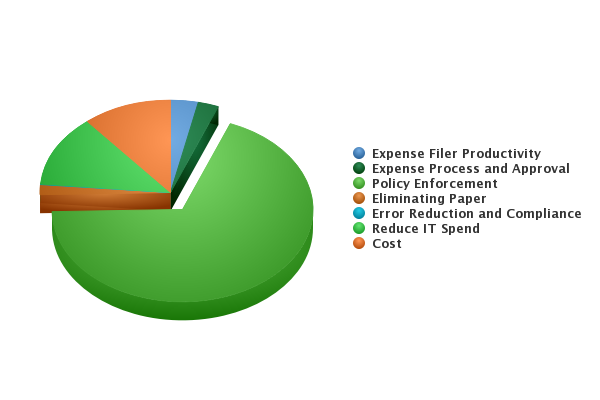 Expense Filer Productivity
Expense Process and Approval
Policy Enforcement
Eliminating Paper
Error Reduction and Compliance
Reduce IT Spend
Cost